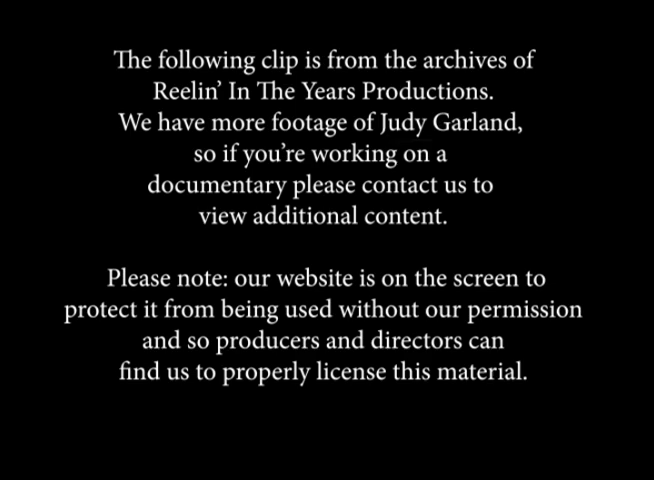 The following clip is from the archives of
Reelin’ In The Years Productions.
We have more footage of Judy Garland,
so if you’re working on a
documentary please contact us to
view additional content.
Please note: our website is on the screen to
protect it from being used without our permission
and so producers and directors can
find us to properly license this material.